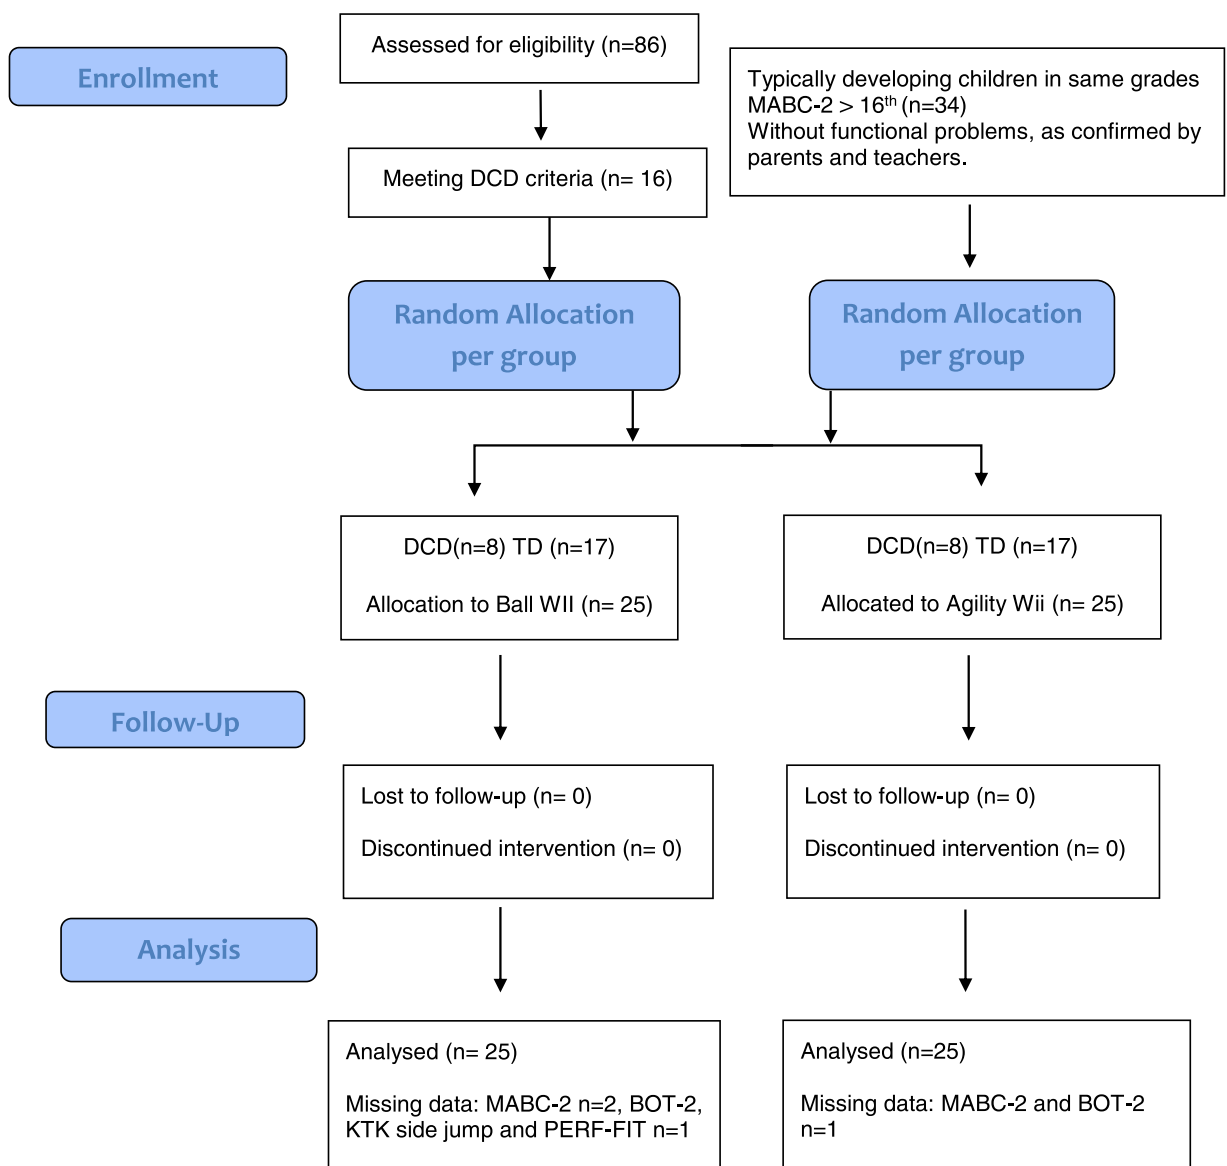 Assessed for eligibility (n=86)
Enrollment
Typically developing children in same grades
MABC-2 > 16th (n=34)
Without functional problems, as confirmed by
parents and teachers.
Meeting DCD criteria (n= 16)
Random Allocation
per group
Random Allocation
per group
DCD(n=8) TD (n=17)
Allocation to Ball WII (n= 25)
DCD(n=8) TD (n=17)
Allocated to Agility Wii (n= 25)
Follow-Up
Lost to follow-up (n= 0)
Discontinued intervention (n= 0)
Lost to follow-up (n= 0)
Discontinued intervention (n= 0)
Analysis
Analysed (n= 25)
Missing data: MABC-2 n=2, BOT-2,
KTK side jump and PERF-FIT n=1
Analysed (n=25)
Missing data: MABC-2 and BOT-2
n=1